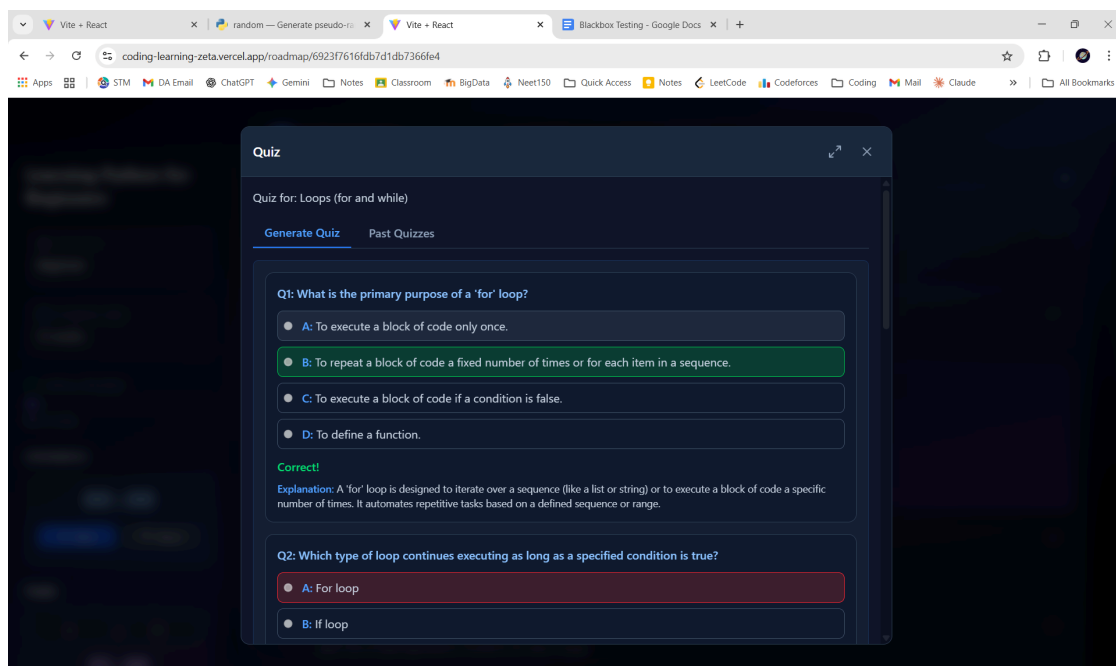 Vite + React
random — Generate pseudo-ra
Vite + React
Blackbox Testing - Google Docs
coding-learning-zeta.vercel.app/roadmap/6923f7616fdb7d1db7366fe4
Apps
STM
DA Email
ChatGPT
Gemini
Notes
Classroom
BigData
Neet150
Quick Access
Notes
LeetCode
Codeforces
Coding
Mail
Claude
»
All Bookmarks
Quiz
Quiz for: Loops (for and while)
Generate Quiz
Past Quizzes
Q1: What is the primary purpose of a 'for' loop?
A: To execute a block of code only once.
B: To repeat a block of code a fixed number of times or for each item in a sequence.
C: To execute a block of code if a condition is false.
D: To define a function.
Correct!
Explanation: A 'for' loop is designed to iterate over a sequence (like a list or string) or to execute a block of code a specific
number of times. It automates repetitive tasks based on a defined sequence or range.
Q2: Which type of loop continues executing as long as a specified condition is true?
A: For loop
B: If loop